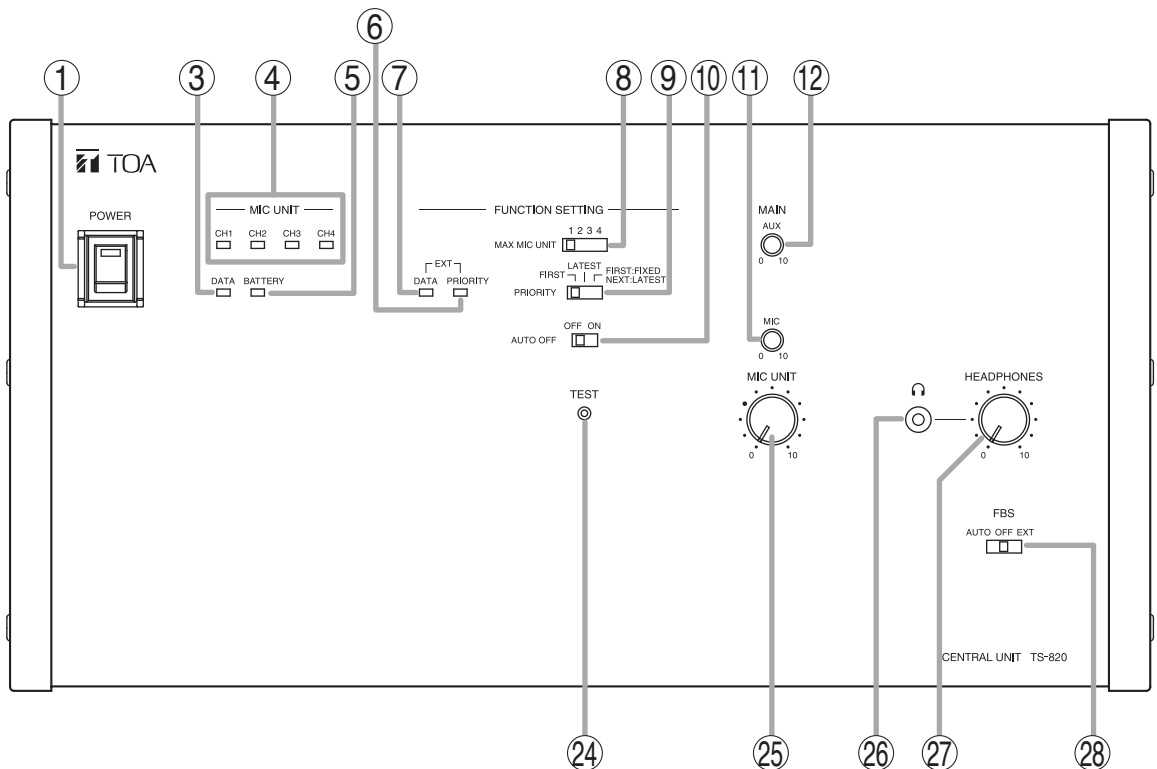 ⑥
① ③ ④ ⑤ ⑦ ⑧ ⑨ ⑩ ⑪ ⑫
TOA
POWER
MIC UNIT
CH1 CH2 CH3 CH4
DATA BATTERY
FUNCTION SETTING
1 2 3 4
MAX MIC UNIT
EXT
DATA PRIORITY
LATEST
FIRST FIRST:FIXED
NEXT:LATEST
PRIORITY
OFF ON
AUTO OFF
TEST
MAIN
AUX
0 10
MIC
0 10
MIC UNIT
0 10
HEADPHONES
0 10
FBS
AUTO OFF EXT
CENTRAL UNIT TS-820
㉔ ㉕ ㉖ ㉗ ㉘